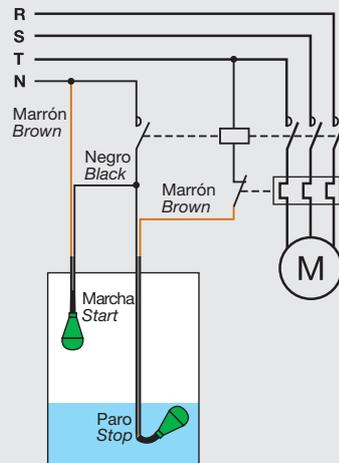 R
S
T
N
Marrón
Brown
Negro
Black
Marrón
Brown
M
Marcha
Start
Paro
Stop